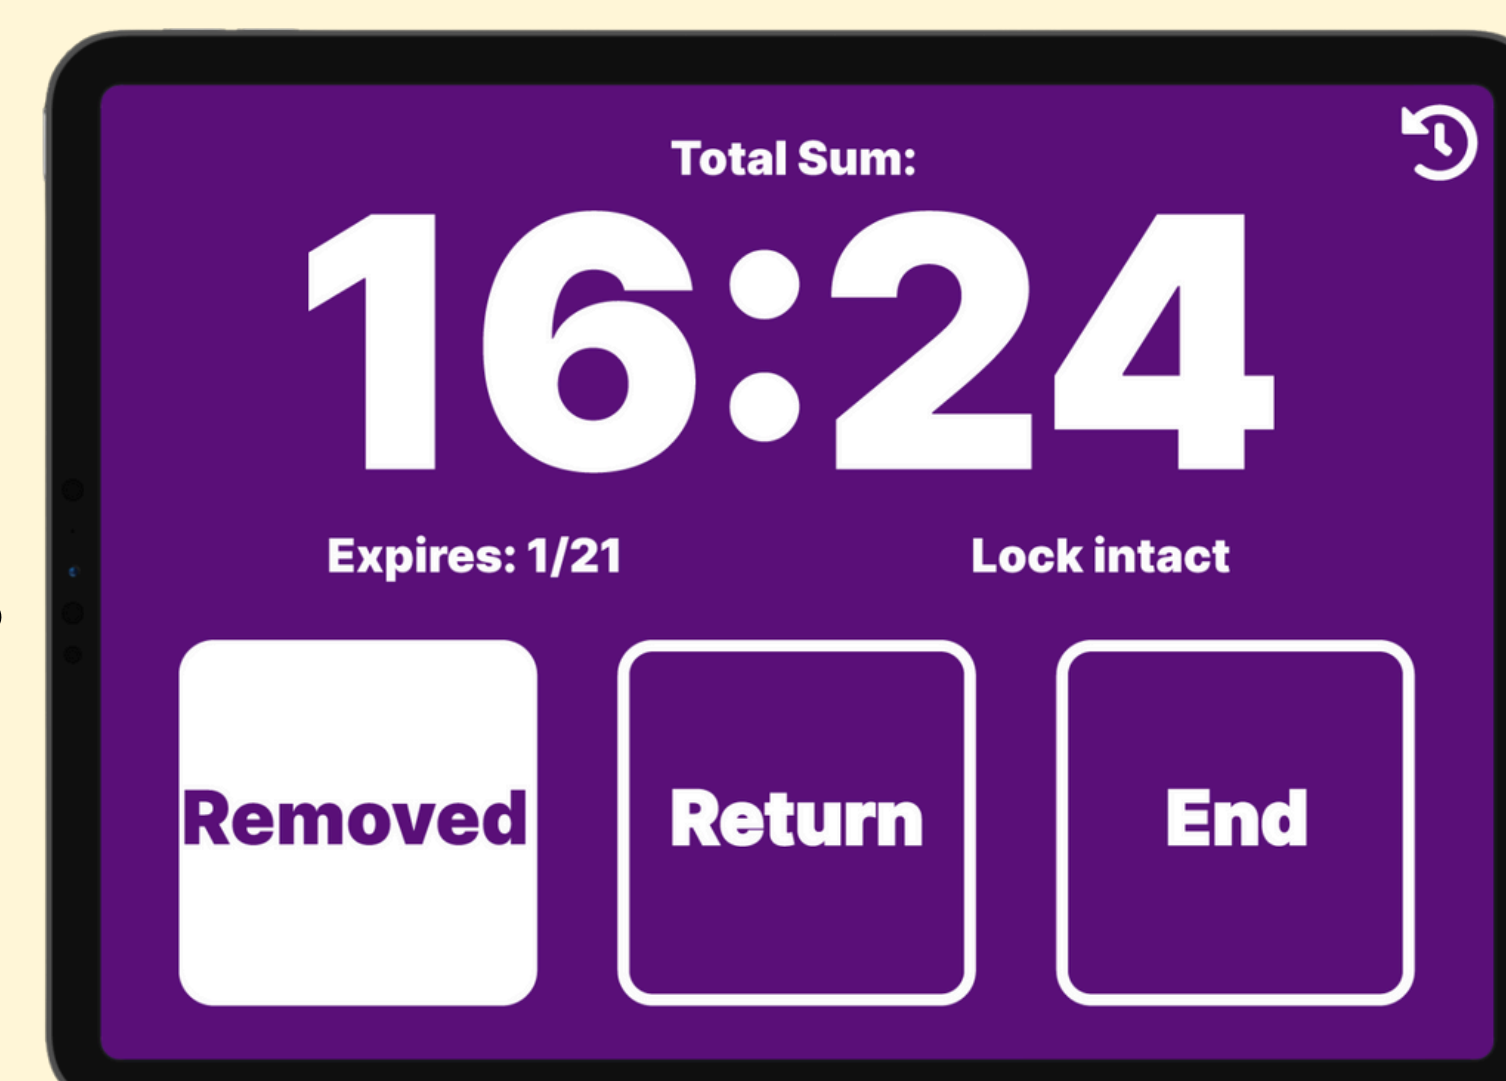 Total Sum:
16:24
Expires: 1/21
Lock intact
Removed
Return
End